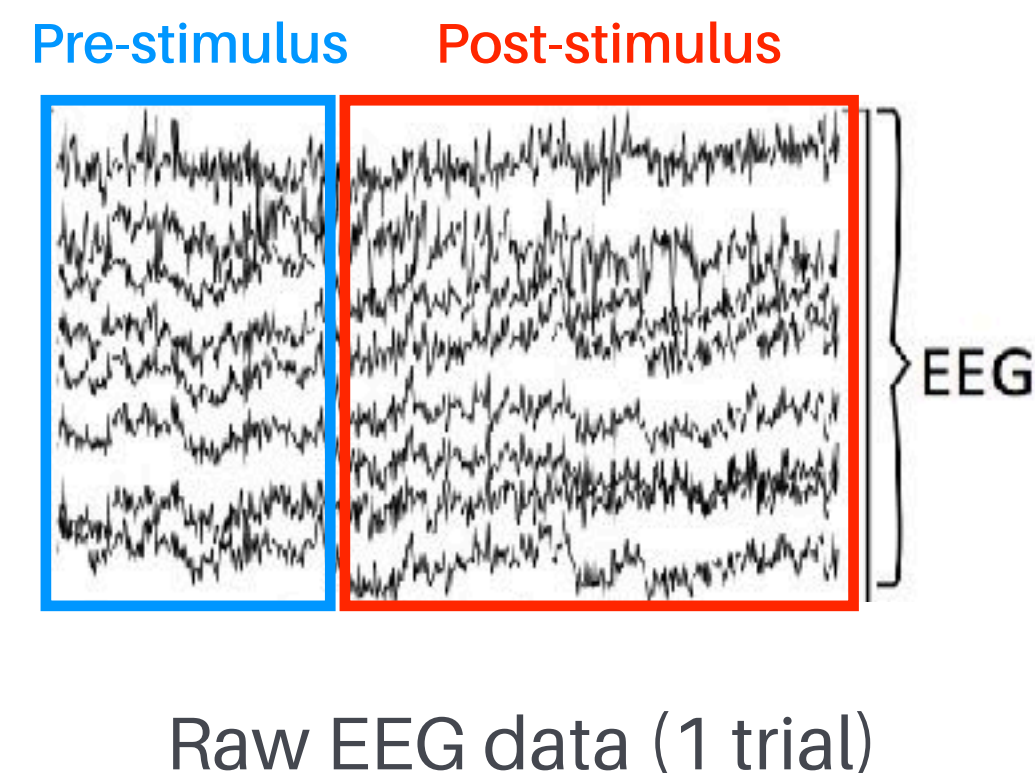 Pre-stimulus
Post-stimulus
EEG
Raw EEG data (1 trial)